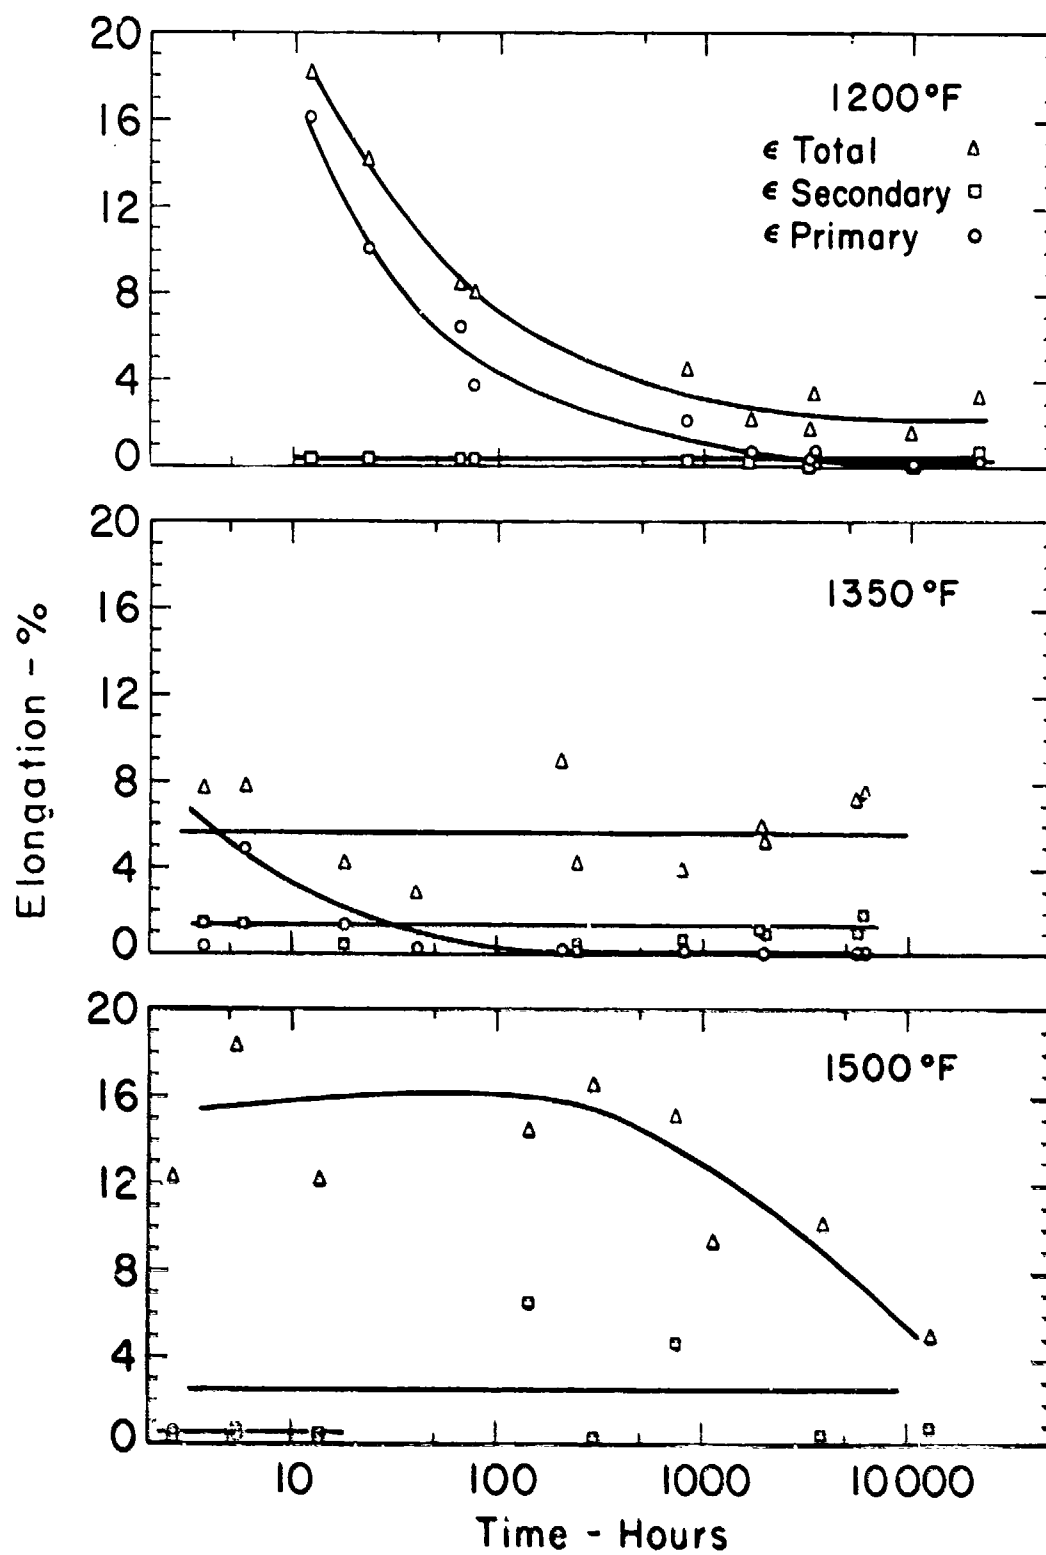 20
1200°F
16
ϵ Total △
ϵ Secondary □
12
ϵ Primary ○
8
4
0
20
1350°F
16
12
8
4
0
Elongation - %
20
1500°F
16
12
8
4
0
10 100 1000 10000
Time - Hours